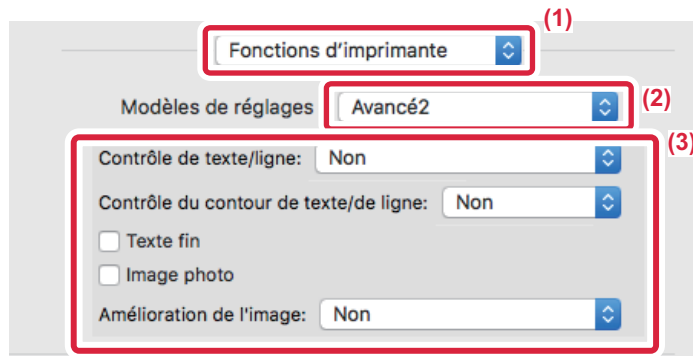 (1)
Fonctions d'imprimante
Modèles de réglages Avancé2 (2)
(3)
Contrôle de texte/ligne: Non
Contrôle du contour de texte/de ligne: Non
Texte fin
Image photo
Amélioration de l'image: Non